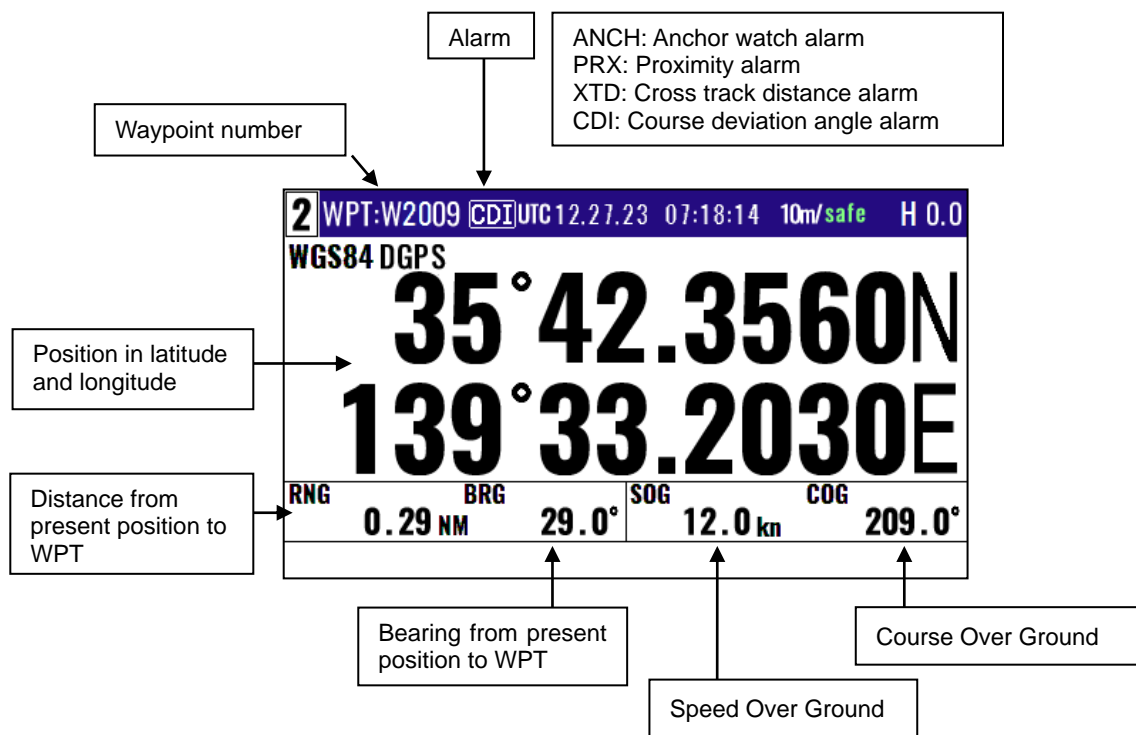 Alarm
ANCH: Anchor watch alarm
PRX: Proximity alarm
XTD: Cross track distance alarm
CDI: Course deviation angle alarm
Waypoint number
2 WPT:W2009 CDI UTC 12.27.23 07:18:14 10m/safe H 0.0
WGS84 DGPS
35°42.3560N
139°33.2030E
Position in latitude
and longitude
RNG BRG SOG COG
0.29 NM 29.0° 12.0 kn 209.0°
Distance from
present position to
WPT
Bearing from present
position to WPT
Course Over Ground
Speed Over Ground